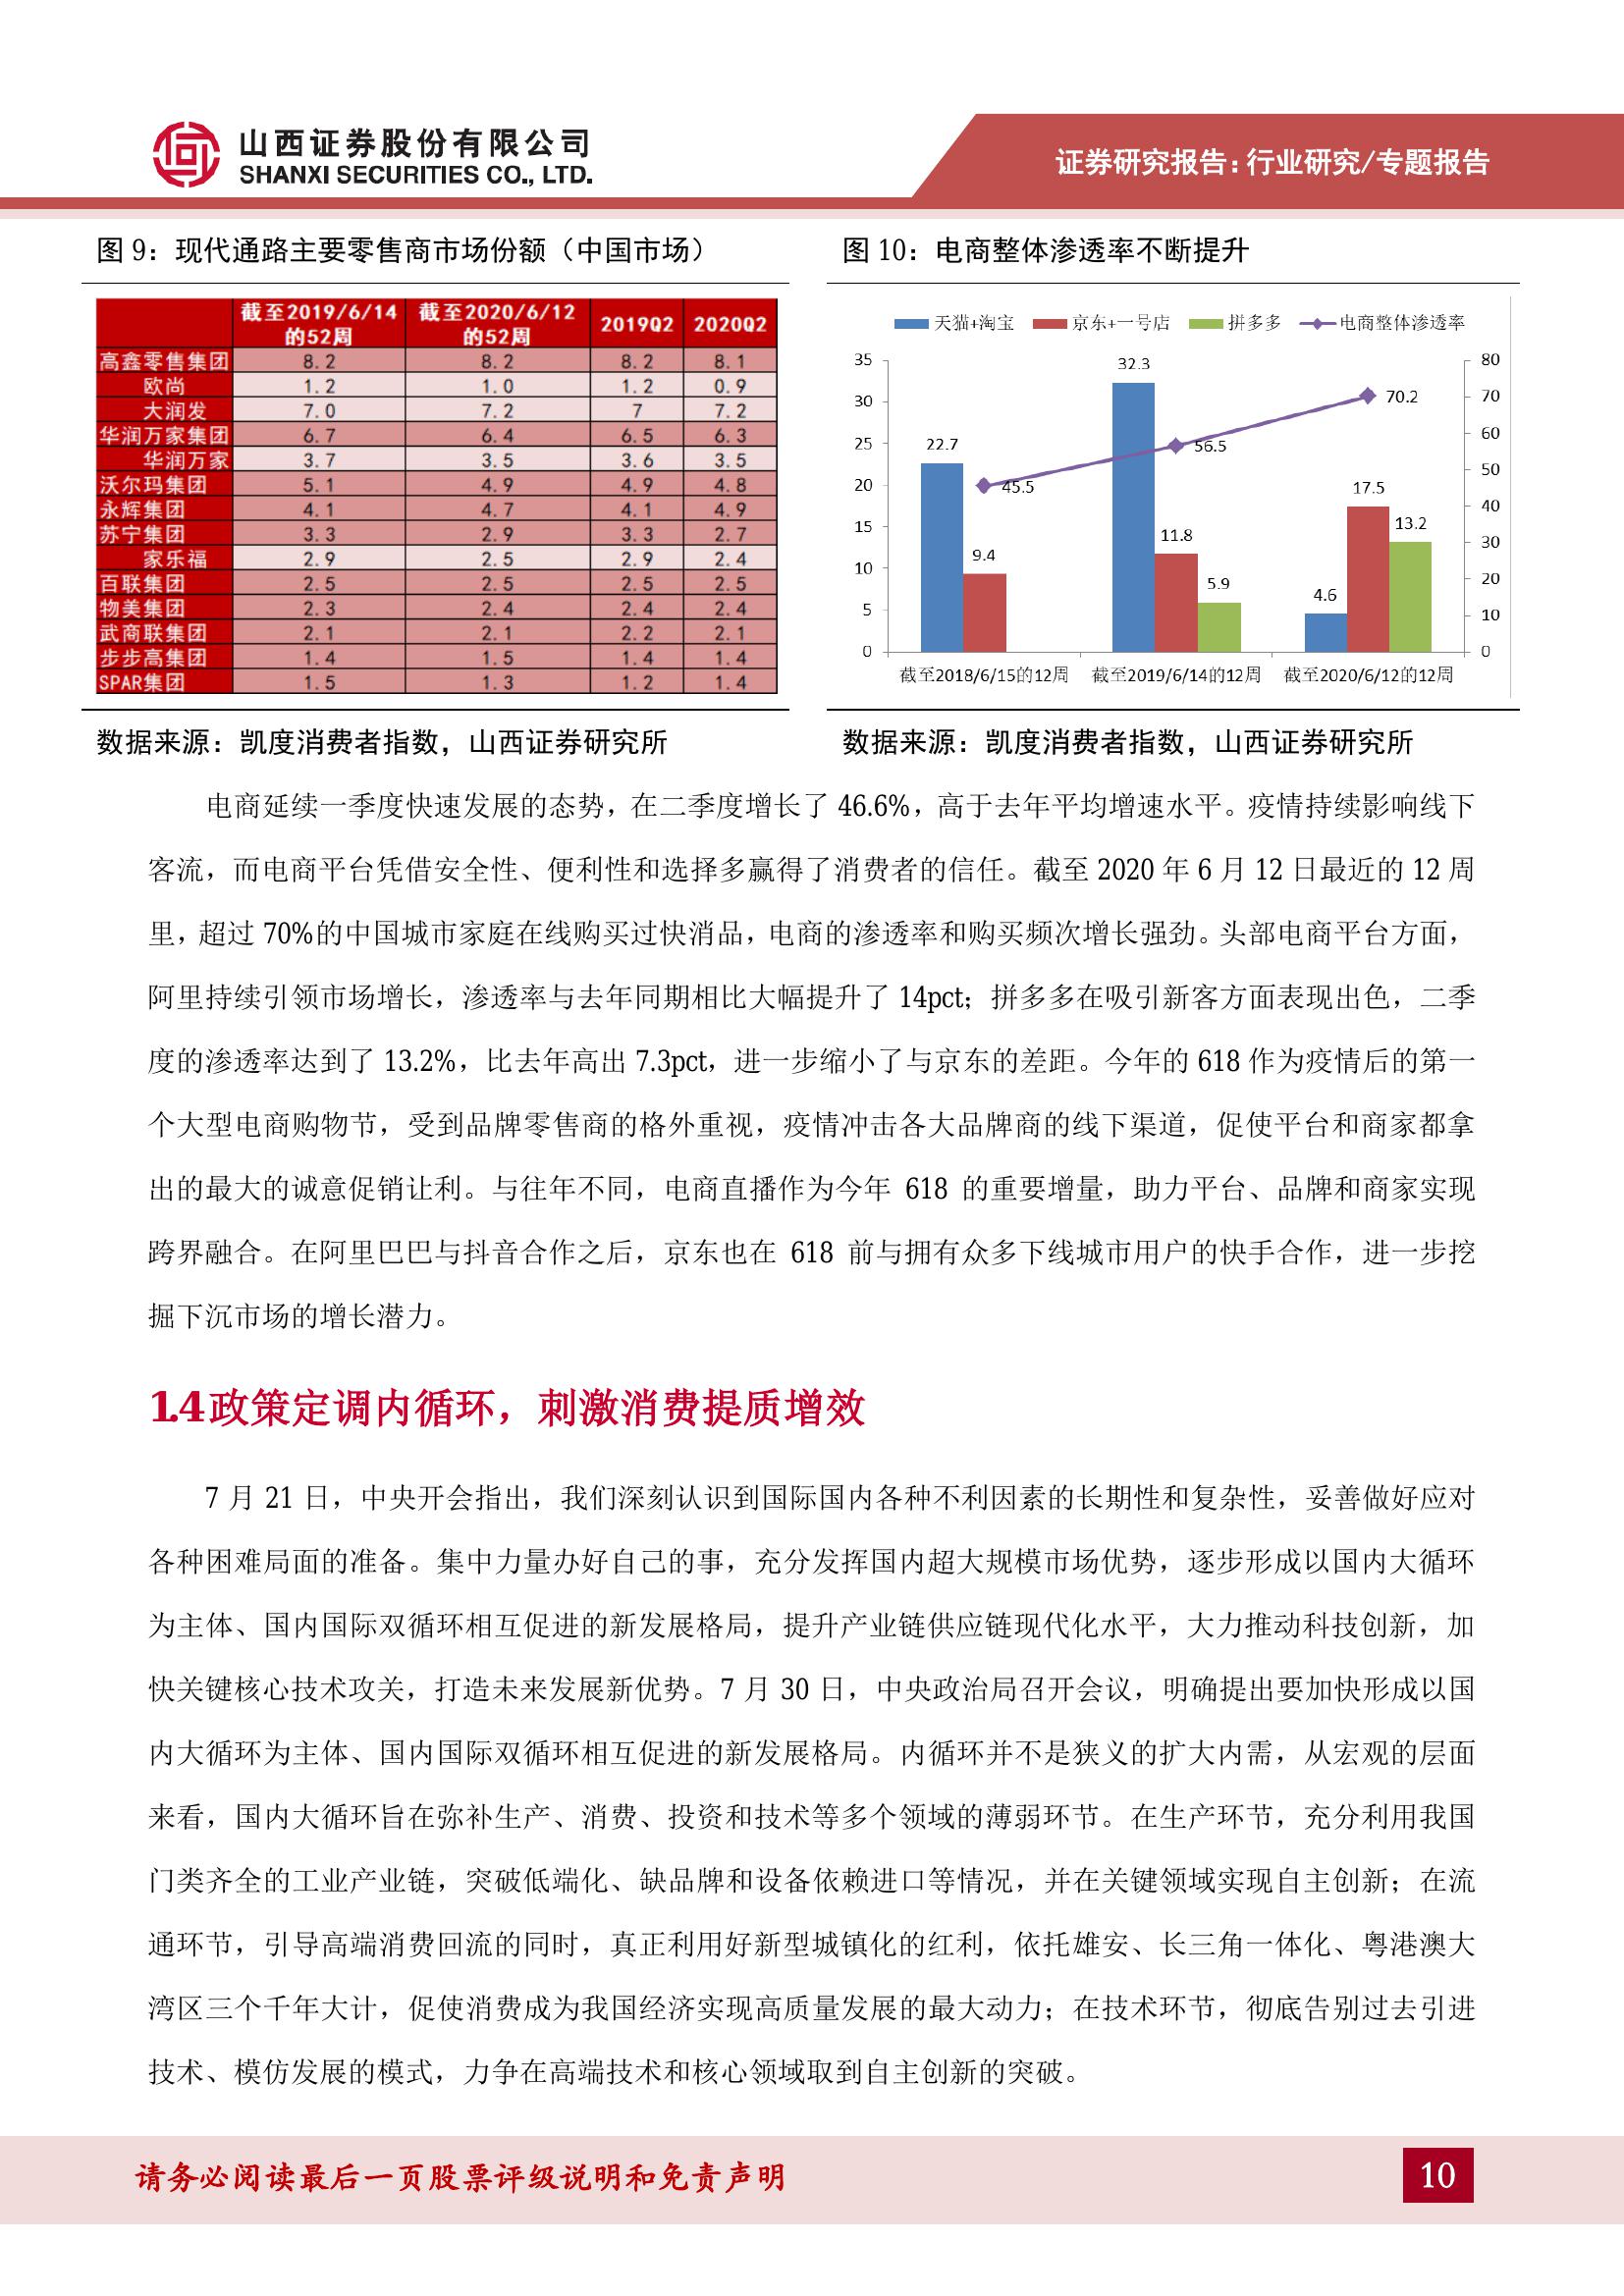 山西证券股份有限公司
SHANXI SECURITIES CO., LTD.
证券研究报告:行业研究/专题报告
图 9：现代通路主要零售商市场份额（中国市场）
截至2019/6/14的52周 截至2020/6/12的52周 2019Q2 2020Q2
高鑫零售集团 8.2 8.2 8.2 8.1
欧尚 1.2 1.0 1.2 0.9
大润发 7.0 7.2 7 7.2
华润万家集团 6.7 6.4 6.5 6.3
华润万家 3.7 3.5 3.6 3.5
沃尔玛集团 5.1 4.9 4.9 4.8
永辉集团 4.1 4.7 4.1 4.9
苏宁集团 3.3 2.9 3.3 2.7
家乐福 2.9 2.5 2.9 2.4
百联集团 2.5 2.5 2.5 2.5
物美集团 2.3 2.4 2.4 2.4
武商联集团 2.1 2.1 2.2 2.1
步步高集团 1.4 1.5 1.4 1.4
SPAR集团 1.5 1.3 1.2 1.4
数据来源：凯度消费者指数，山西证券研究所
图 10：电商整体渗透率不断提升
天猫+淘宝 京东+一号店 拼多多 电商整体渗透率
35 30 25 20 15 10 5 0
80 70 60 50 40 30 20 10 0
22.7 9.4 45.5
32.3 11.8 5.9 56.5
4.6 17.5 13.2 70.2
截至2018/6/15的12周 截至2019/6/14的12周 截至2020/6/12的12周
数据来源：凯度消费者指数，山西证券研究所
电商延续一季度快速发展的态势，在二季度增长了 46.6%，高于去年平均增速水平。疫情持续影响线下
客流，而电商平台凭借安全性、便利性和选择多赢得了消费者的信任。截至 2020 年 6 月 12 日最近的 12 周
里，超过 70%的中国城市家庭在线购买过快消品，电商的渗透率和购买频次增长强劲。头部电商平台方面，
阿里持续引领市场增长，渗透率与去年同期相比大幅提升了 14pct；拼多多在吸引新客方面表现出色，二季
度的渗透率达到了 13.2%，比去年高出 7.3pct，进一步缩小了与京东的差距。今年的 618 作为疫情后的第一
个大型电商购物节，受到品牌零售商的格外重视，疫情冲击各大品牌商的线下渠道，促使平台和商家都拿
出的最大的诚意促销让利。与往年不同，电商直播作为今年 618 的重要增量，助力平台、品牌和商家实现
跨界融合。在阿里巴巴与抖音合作之后，京东也在 618 前与拥有众多下线城市用户的快手合作，进一步挖
掘下沉市场的增长潜力。
1.4 政策定调内循环，刺激消费提质增效
7 月 21 日，中央开会指出，我们深刻认识到国际国内各种不利因素的长期性和复杂性，妥善做好应对
各种困难局面的准备。集中力量办好自己的事，充分发挥国内超大规模市场优势，逐步形成以国内大循环
为主体、国内国际双循环相互促进的新发展格局，提升产业链供应链现代化水平，大力推动科技创新，加
快关键核心技术攻关，打造未来发展新优势。7 月 30 日，中央政治局召开会议，明确提出要加快形成以国
内大循环为主体、国内国际双循环相互促进的新发展格局。内循环并不是狭义的扩大内需，从宏观的层面
来看，国内大循环旨在弥补生产、消费、投资和技术等多个领域的薄弱环节。在生产环节，充分利用我国
门类齐全的工业产业链，突破低端化、缺品牌和设备依赖进口等情况，并在关键领域实现自主创新；在流
通环节，引导高端消费回流的同时，真正利用好新型城镇化的红利，依托雄安、长三角一体化、粤港澳大
湾区三个千年大计，促使消费成为我国经济实现高质量发展的最大动力；在技术环节，彻底告别过去引进
技术、模仿发展的模式，力争在高端技术和核心领域取到自主创新的突破。
请务必阅读最后一页股票评级说明和免责声明
10